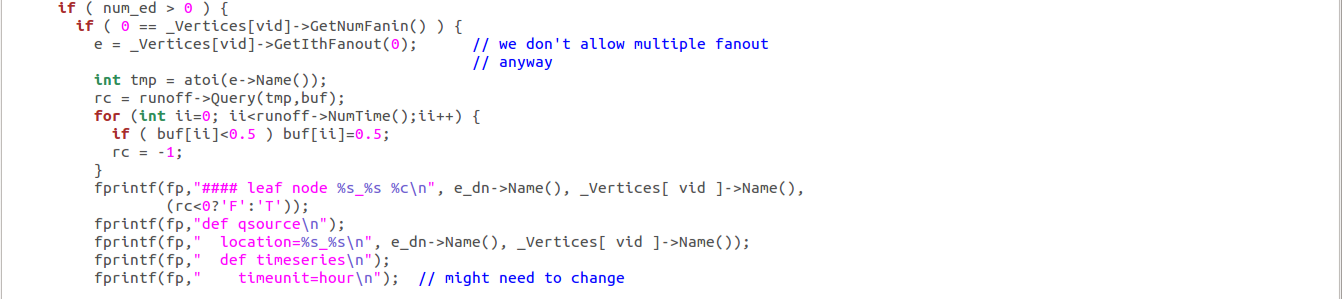 if ( num_ed > 0 ) {
  if ( 0 == _Vertices[vid]->GetNumFanin() ) {
    e = _Vertices[vid]->GetIthFanout(0);      // we don't allow multiple fanout
                                              // anyway
    int tmp = atoi(e->Name());
    rc = runoff->Query(tmp,buf);
    for (int ii=0; ii<runoff->NumTime();ii++) {
      if ( buf[ii]<0.5 ) buf[ii]=0.5;
      rc = -1;
    }
    fprintf(fp,"#### leaf node %s_%s %c\n", e_dn->Name(), _Vertices[ vid ]->Name(),
            (rc<0?'F':'T'));
    fprintf(fp,"def qsource\n");
    fprintf(fp,"  location=%s_%s\n", e_dn->Name(), _Vertices[ vid ]->Name());
    fprintf(fp,"  def timeseries\n");
    fprintf(fp,"    timeunit=hour\n");  // might need to change